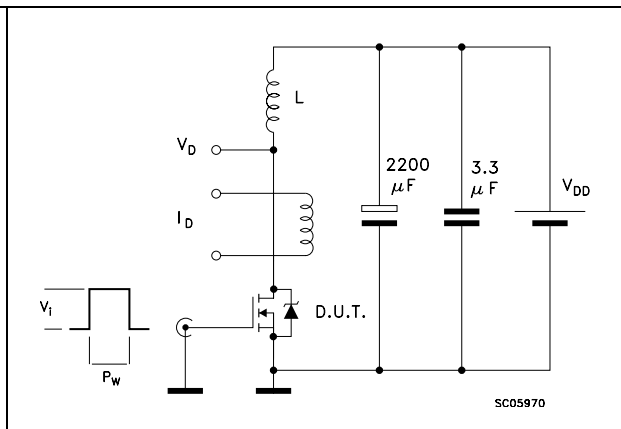 L
V_D
2200
μF
3.3
μF
V_DD
I_D
D.U.T.
V_i
P_W
SC05970